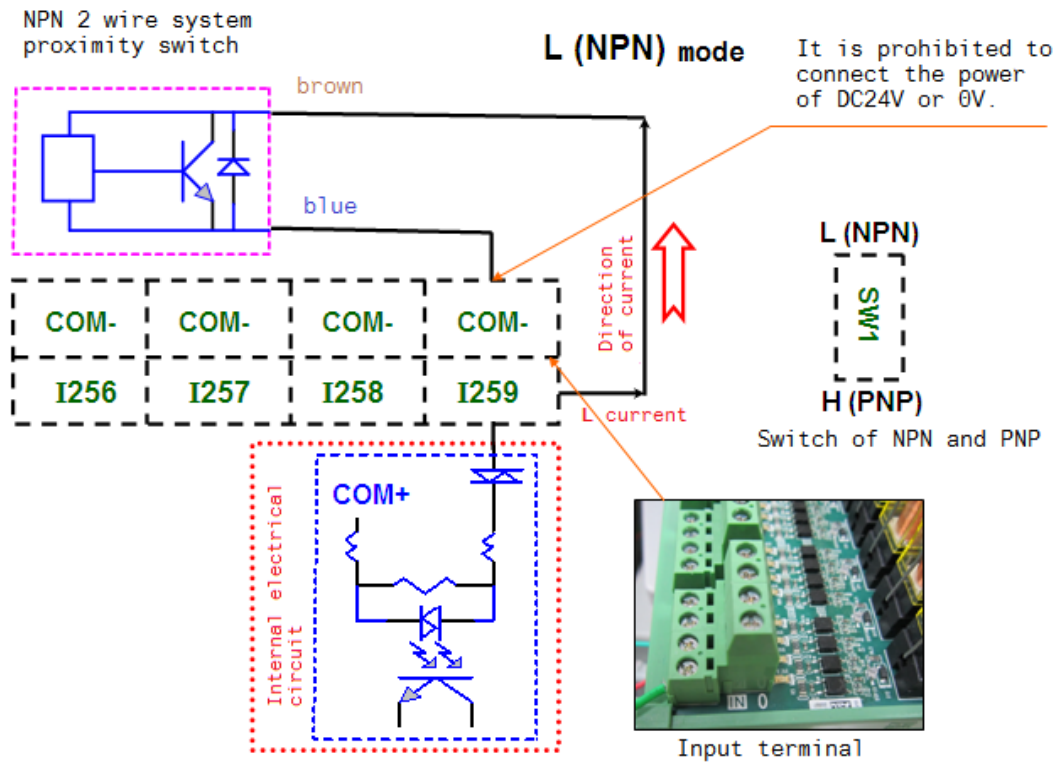 NPN 2 wire system
proximity switch
L (NPN) mode
It is prohibited to
connect the power
of DC24V or 0V.
brown
blue
Direction
of current
L (NPN)
SW1
H (PNP)
Switch of NPN and PNP
COM- COM- COM- COM-
I256 I257 I258 I259
L current
Internal electrical
circuit
COM+
IN 0
Input terminal